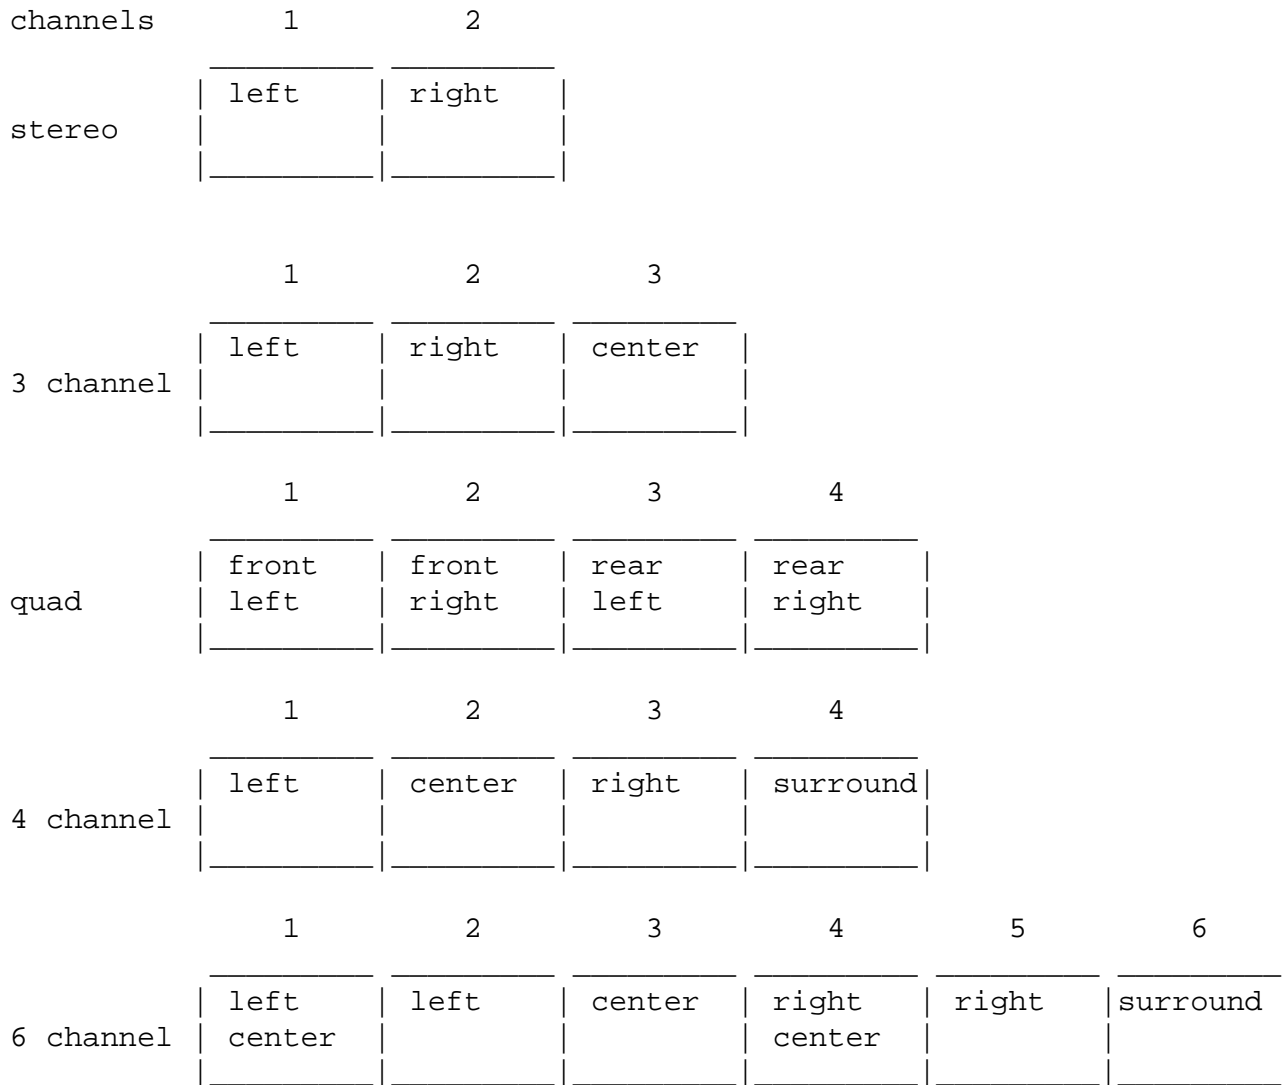 channels 1 2
left right
stereo
1 2 3
left right center
3 channel
1 2 3 4
front front rear rear
quad left right left right
1 2 3 4
left center right surround
4 channel
1 2 3 4 5 6
left left center right right surround
6 channel center center